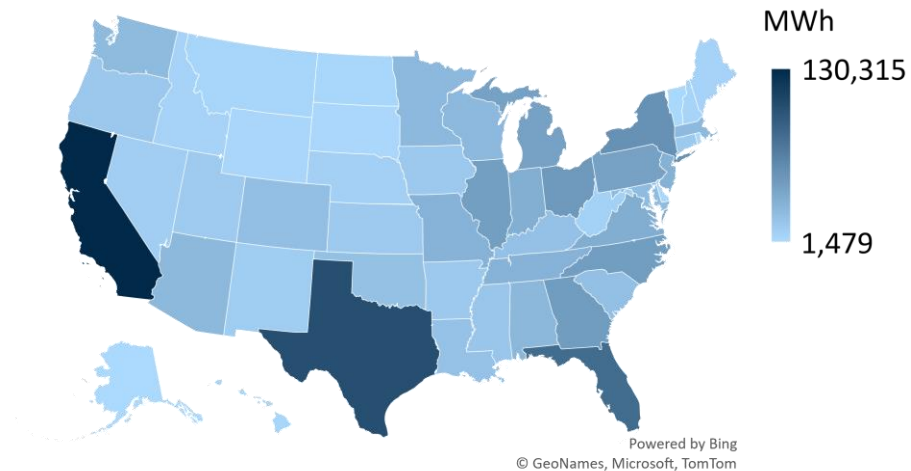 MWh
130,315
1,479
Powered by Bing
© GeoNames, Microsoft, TomTom